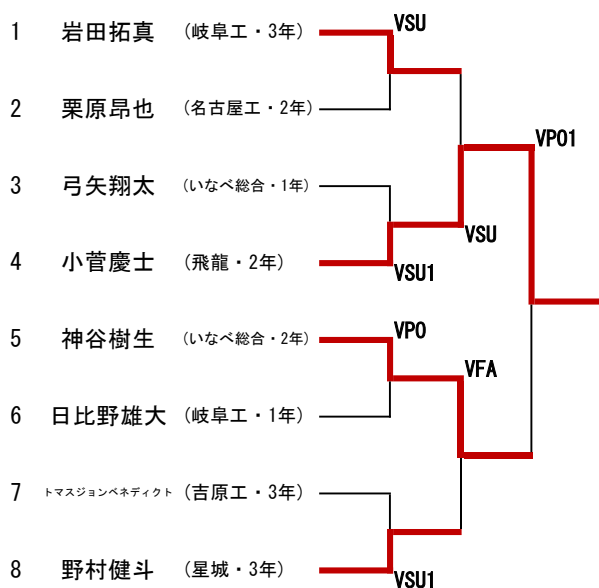 1 岩田拓真 (岐阜工・3年) VSU
2 栗原昂也 (名古屋工・2年)
VPO1
3 弓矢翔太 (いなべ総合・1年)
VSU
4 小菅慶士 (飛龍・2年) VSU1
5 神谷樹生 (いなべ総合・2年) VPO
VFA
6 日比野雄大 (岐阜工・1年)
7 トマスジョンベネディクト (吉原工・3年)
8 野村健斗 (星城・3年) VSU1